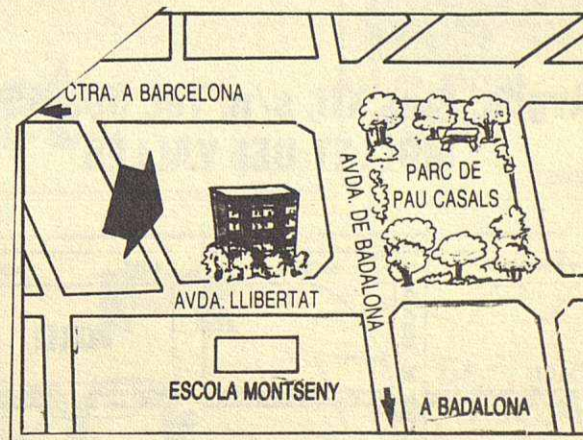 CTRA. A BARCELONA
PARC DE
PAU CASALS
AVDA. DE BADALONA
AVDA. LLIBERTAT
ESCOLA MONTSENY
A BADALONA